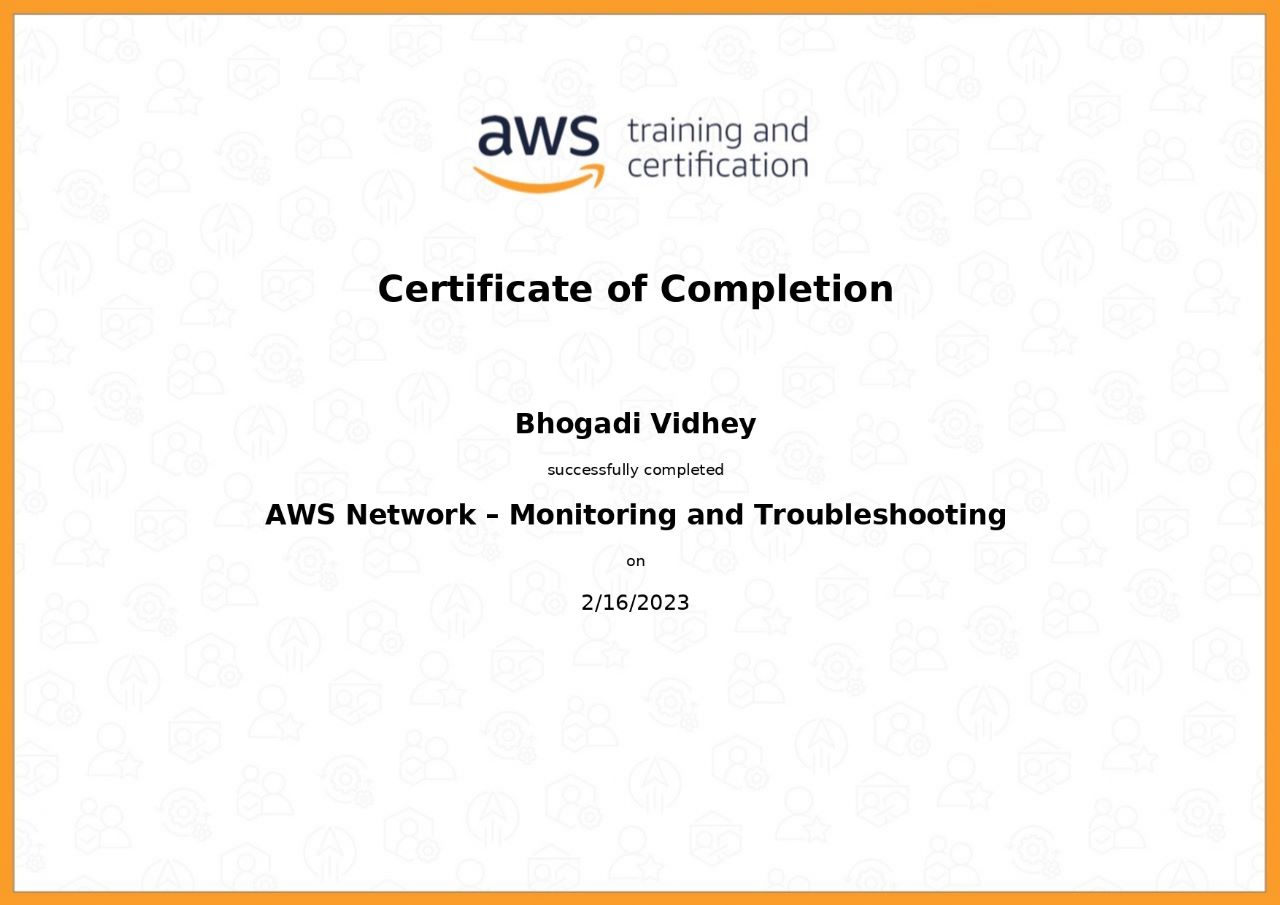 aws training and
certification
Certificate of Completion
Bhogadi Vidhey
successfully completed
AWS Network – Monitoring and Troubleshooting
on
2/16/2023